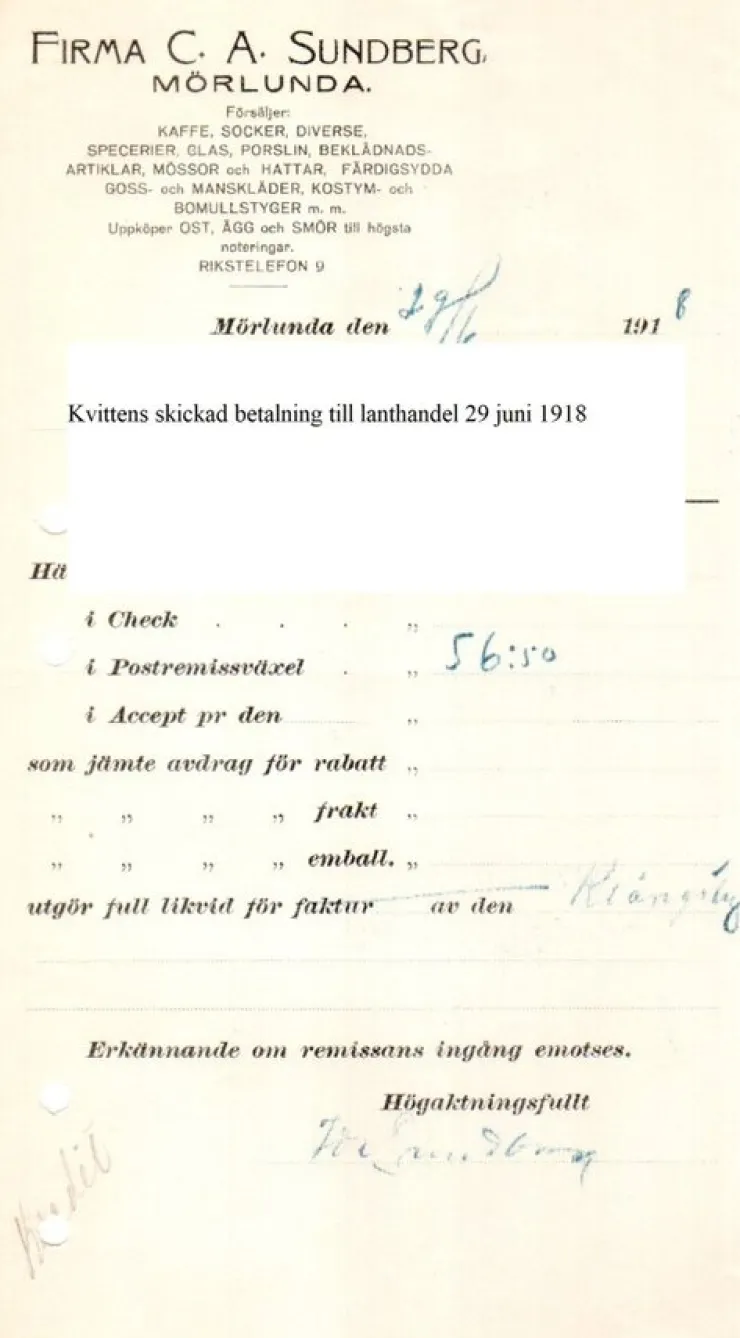 FIRMA C. A. SUNDBERG,
MÖRLUNDA.
Försäljer:
KAFFE, SOCKER, DIVERSE,
SPECERIER, GLAS, PORSLIN, BEKLÄDNADS-
ARTIKLAR, MÖSSOR och HATTAR, FÄRDIGSYDDA
GOSS- och MANSKLÄDER, KOSTYM- och
BOMULLSTYGER m. m.
Uppköper OST, ÄGG och SMÖR till högsta
noteringar.
RIKSTELEFON 9
Mörlunda den 29/6 1918
Kvittens skickad betalning till lanthandel 29 juni 1918
Hä
i Check . . . „
i Postremissväxel . „ 56:50
i Accept pr den „
som jämte avdrag för rabatt „
„ „ „ „ frakt „
„ „ „ „ emball. „
utgör full likvid för faktur — av den
Erkännande om remissans ingång emotses.
Högaktningsfullt
Sundberg
Kredit